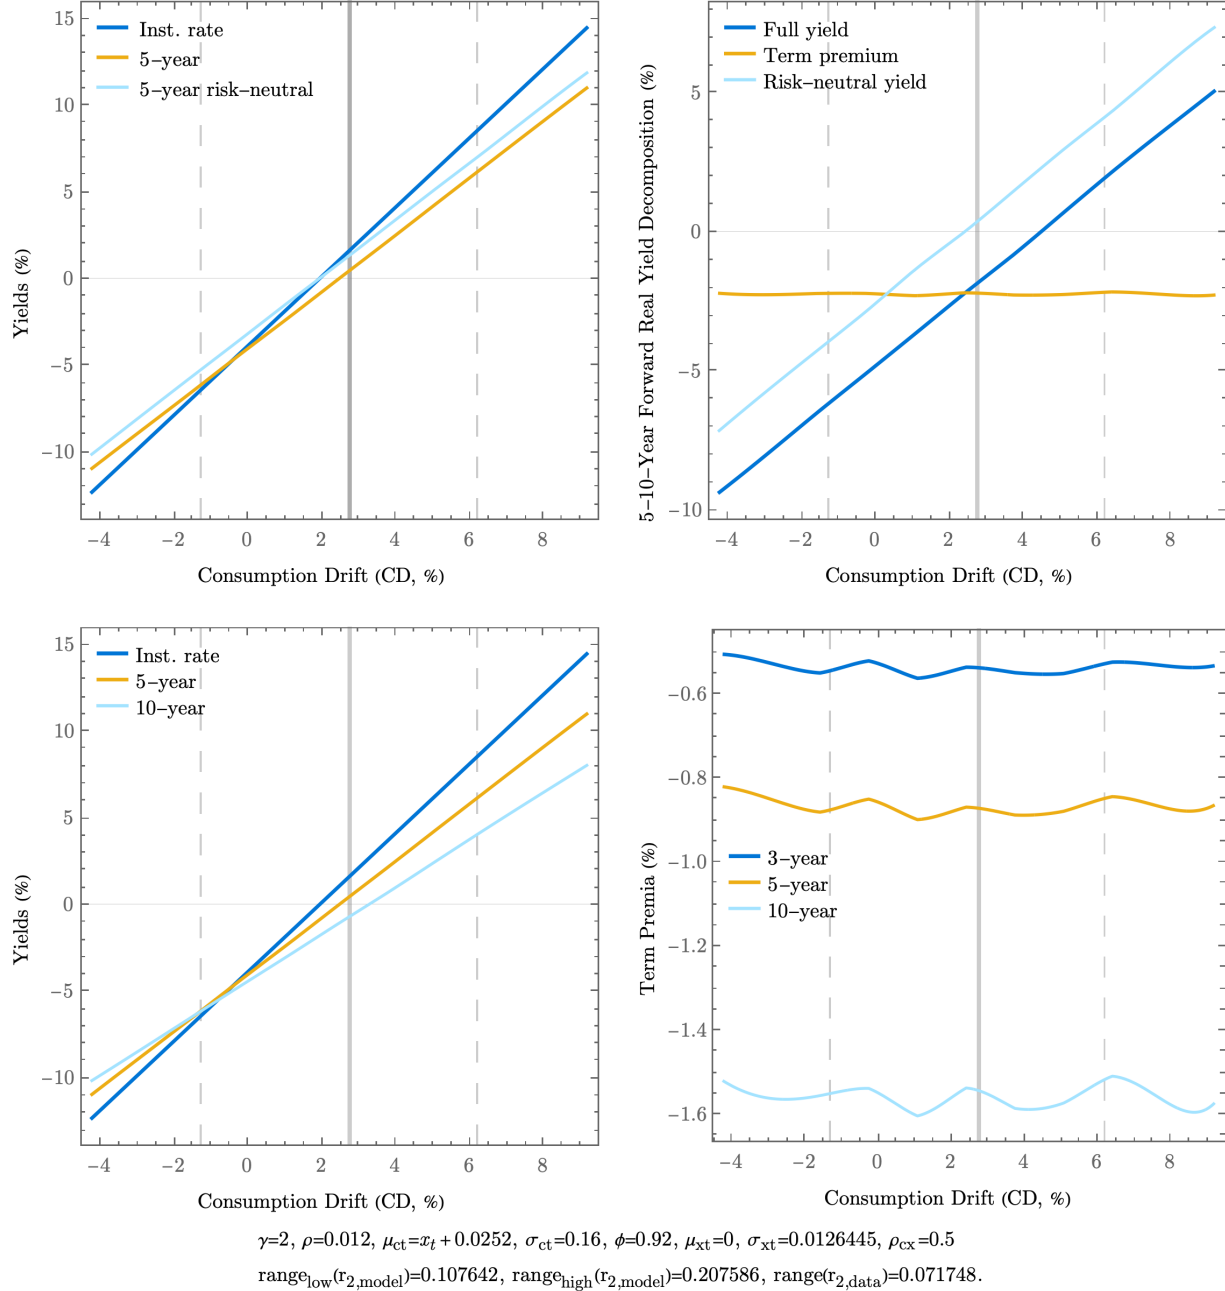 Inst. rate
5–year
5–year risk–neutral
15
10
5
0
−5
−10
Yields (%)
−4 −2 0 2 4 6 8
Consumption Drift (CD, %)
Full yield
Term premium
Risk–neutral yield
5
0
−5
−10
5–10–Year Forward Real Yield Decomposition (%)
−4 −2 0 2 4 6 8
Consumption Drift (CD, %)
Inst. rate
5–year
10–year
15
10
5
0
−5
−10
Yields (%)
−4 −2 0 2 4 6 8
Consumption Drift (CD, %)
−0.6
−0.8
−1.0
−1.2
−1.4
−1.6
3–year
5–year
10–year
Term Premia (%)
−4 −2 0 2 4 6 8
Consumption Drift (CD, %)
γ=2, ρ=0.012, μct=xt+0.0252, σct=0.16, ϕ=0.92, μxt=0, σxt=0.0126445, ρcx=0.5
rangelow(r2,model)=0.107642, rangehigh(r2,model)=0.207586, range(r2,data)=0.071748.